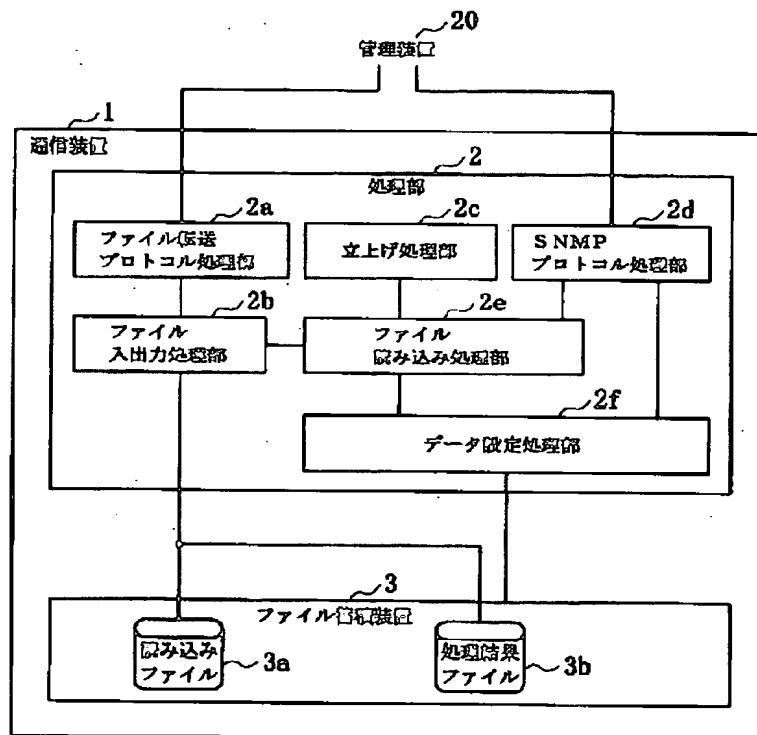 20
管理装置
1
通信装置
2
処理部
2a
2c
2d
ファイル転送
プロトコル処理部
立上げ処理部
SNMP
プロトコル処理部
2b
2e
ファイル
入出力処理部
ファイル
読み込み処理部
2f
データ設定処理部
3
ファイル蓄積装置
読み込み
ファイル
3a
処理結果
ファイル
3b